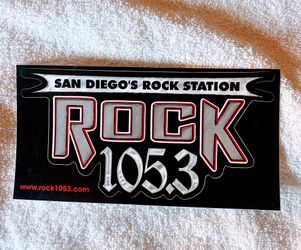 SAN DIEGO'S ROCK STATION
ROCK
105.3
www.rock1053.com